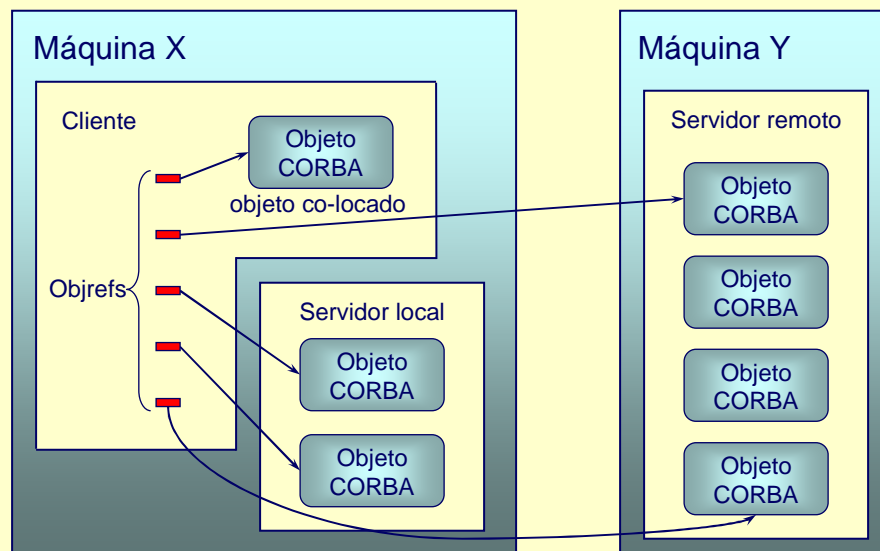 Máquina X
Cliente
Objeto
CORBA
objeto co-locado
Objrefs
Servidor local
Objeto
CORBA
Objeto
CORBA
Máquina Y
Servidor remoto
Objeto
CORBA
Objeto
CORBA
Objeto
CORBA
Objeto
CORBA